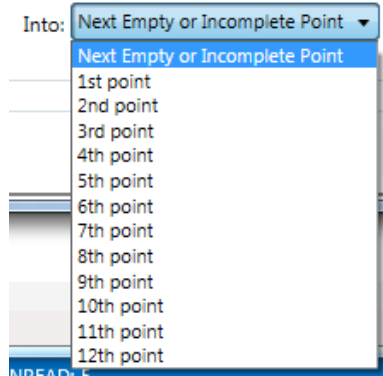 Into: Next Empty or Incomplete Point
Next Empty or Incomplete Point
1st point
2nd point
3rd point
4th point
5th point
6th point
7th point
8th point
9th point
10th point
11th point
12th point